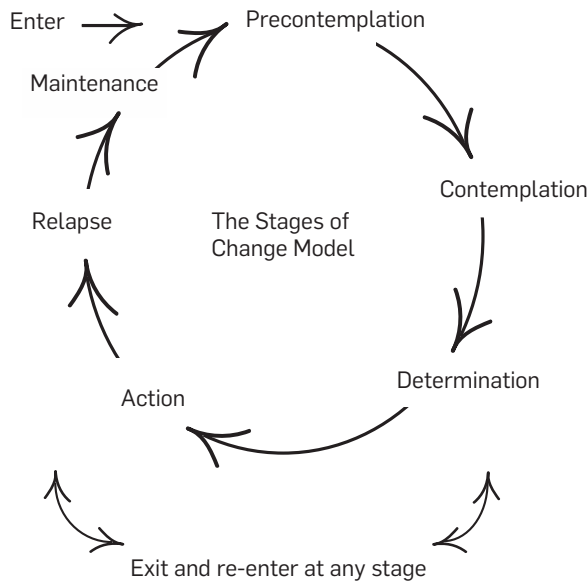 Enter
Precontemplation
Maintenance
Contemplation
Relapse
The Stages of
Change Model
Determination
Action
Exit and re-enter at any stage